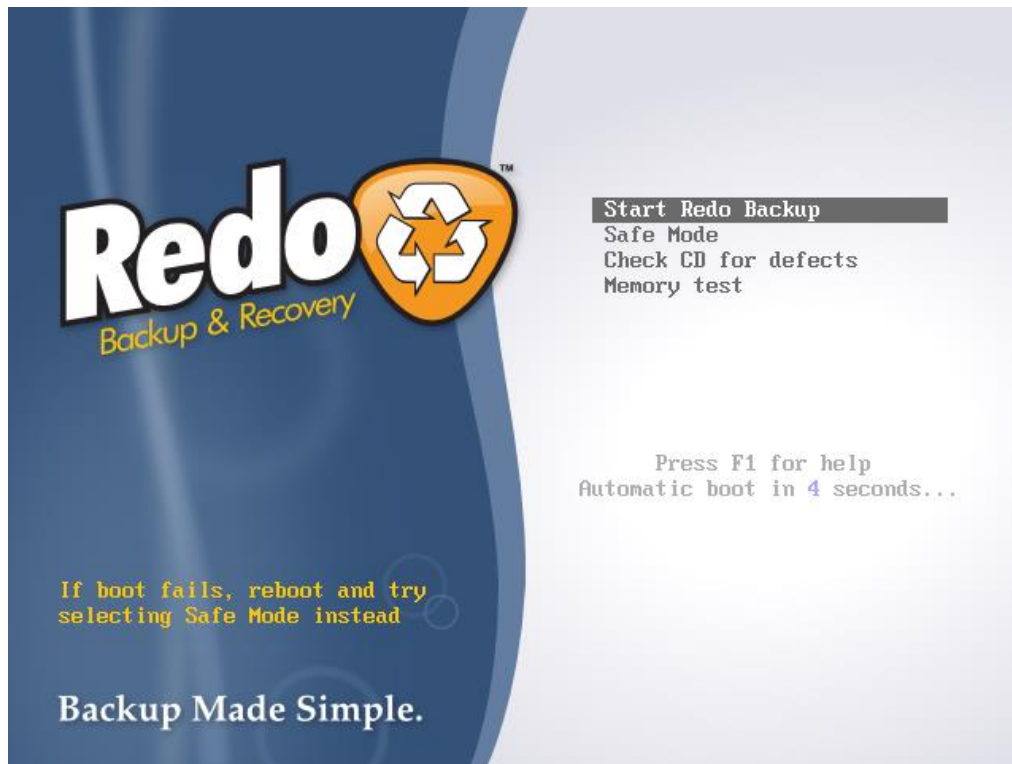 Redo™
Backup & Recovery
Start Redo Backup
Safe Mode
Check CD for defects
Memory test
Press F1 for help
Automatic boot in 4 seconds...
If boot fails, reboot and try
selecting Safe Mode instead
Backup Made Simple.